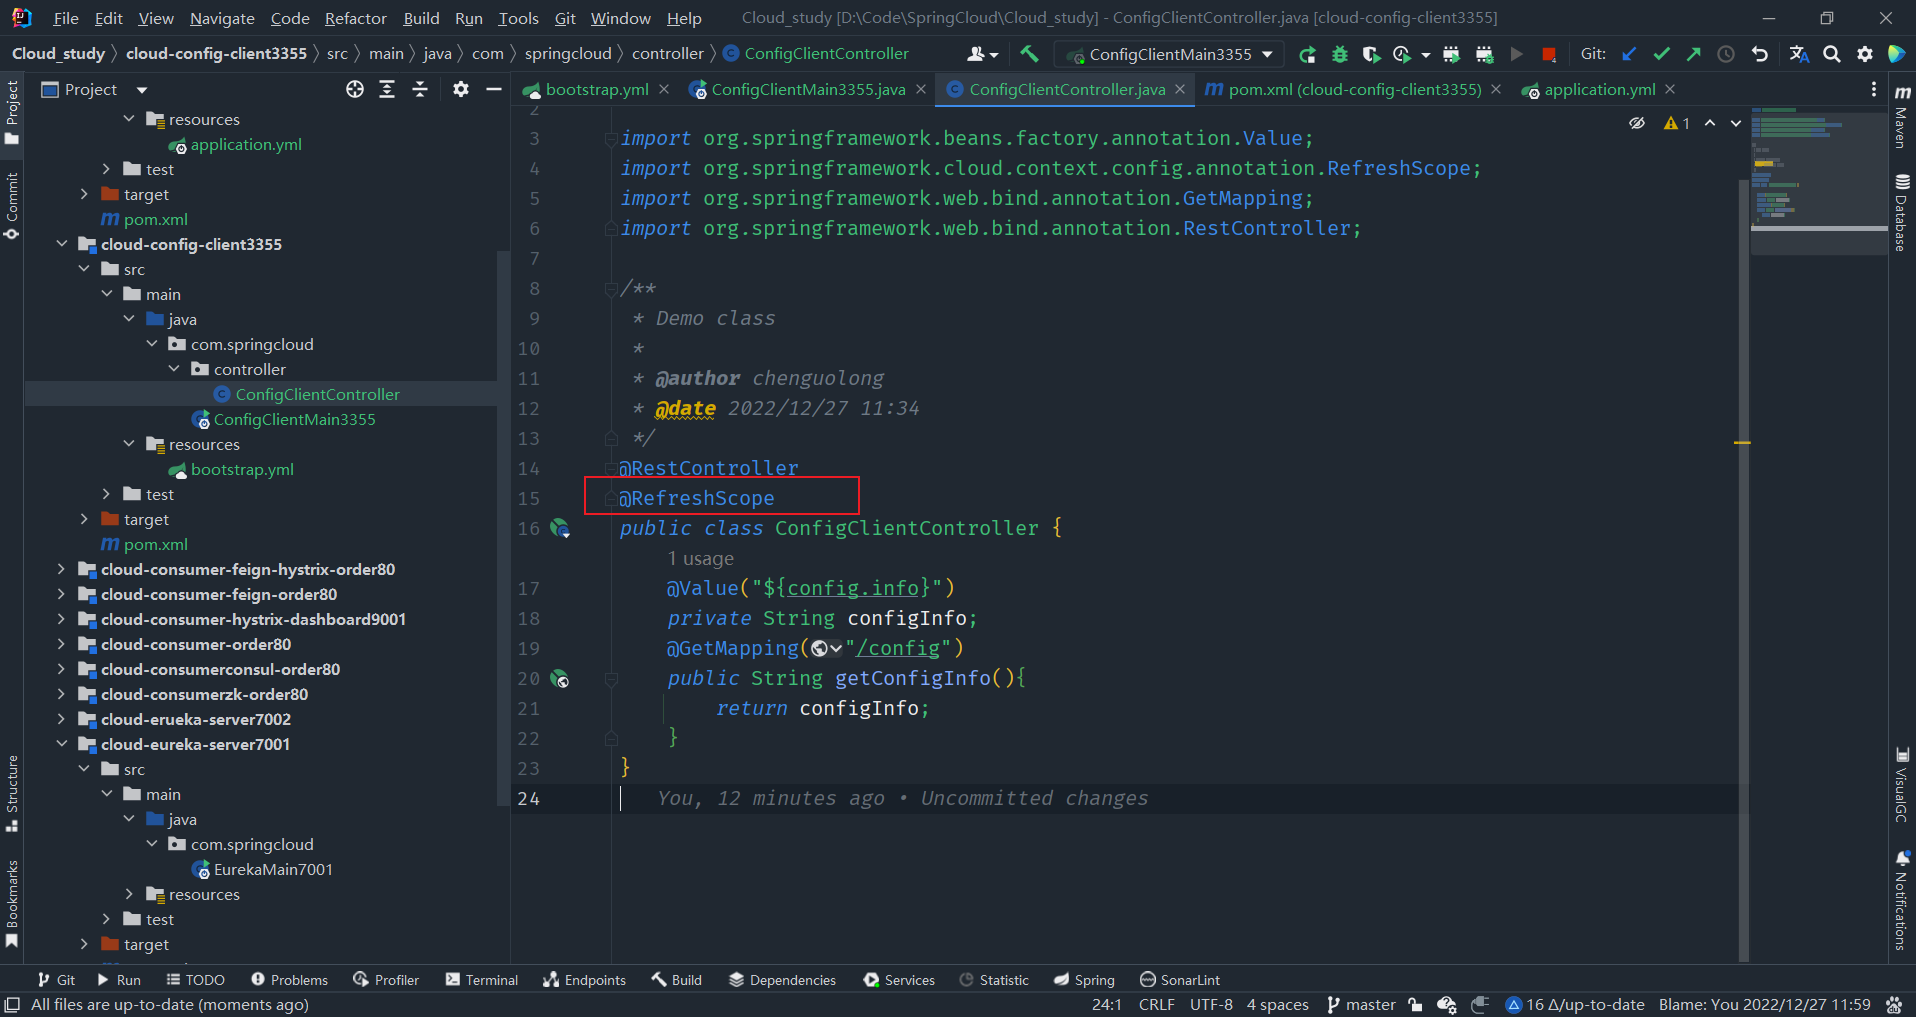 File Edit View Navigate Code Refactor Build Run Tools Git Window Help Cloud_study [D:\Code\SpringCloud\Cloud_study] - ConfigClientController.java [cloud-config-client3355]
Cloud_study cloud-config-client3355 src main java com springcloud controller ConfigClientController ConfigClientMain3355 Git:
Project
bootstrap.yml ConfigClientMain3355.java ConfigClientController.java pom.xml (cloud-config-client3355) application.yml
Project
Commit
Structure
Bookmarks
resources
application.yml
test
target
pom.xml
cloud-config-client3355
src
main
java
com.springcloud
controller
ConfigClientController
ConfigClientMain3355
resources
bootstrap.yml
test
target
pom.xml
cloud-consumer-feign-hystrix-order80
cloud-consumer-feign-order80
cloud-consumer-hystrix-dashboard9001
cloud-consumer-order80
cloud-consumerconsul-order80
cloud-consumerzk-order80
cloud-erueka-server7002
cloud-eureka-server7001
src
main
java
com.springcloud
EurekaMain7001
resources
test
target
2
3 import org.springframework.beans.factory.annotation.Value;
4 import org.springframework.cloud.context.config.annotation.RefreshScope;
5 import org.springframework.web.bind.annotation.GetMapping;
6 import org.springframework.web.bind.annotation.RestController;
7
8 /**
9 * Demo class
10 *
11 * @author chenguolong
12 * @date 2022/12/27 11:34
13 */
14 @RestController
15 @RefreshScope
16 public class ConfigClientController {
1 usage
17 @Value("${config.info}")
18 private String configInfo;
19 @GetMapping("/config")
20 public String getConfigInfo(){
21 return configInfo;
22 }
23 }
24 You, 12 minutes ago • Uncommitted changes
1
Maven
Database
VisualGC
Notifications
Git Run TODO Problems Profiler Terminal Endpoints Build Dependencies Services Statistic Spring SonarLint
All files are up-to-date (moments ago) 24:1 CRLF UTF-8 4 spaces master 16 Δ/up-to-date Blame: You 2022/12/27 11:59